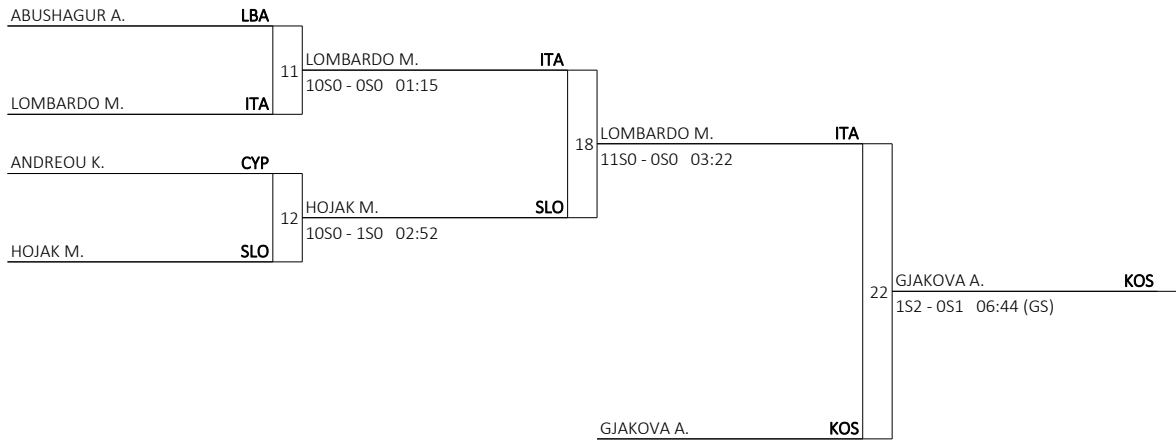 ABUSHAGUR A. LBA
11
LOMBARDO M. ITA
10S0 - 0S0 01:15
LOMBARDO M. ITA
18
LOMBARDO M. ITA
11S0 - 0S0 03:22
ANDREOU K. CYP
12
HOJAK M. SLO
10S0 - 1S0 02:52
HOJAK M. SLO
22
GJAKOVA A. KOS
1S2 - 0S1 06:44 (GS)
GJAKOVA A. KOS